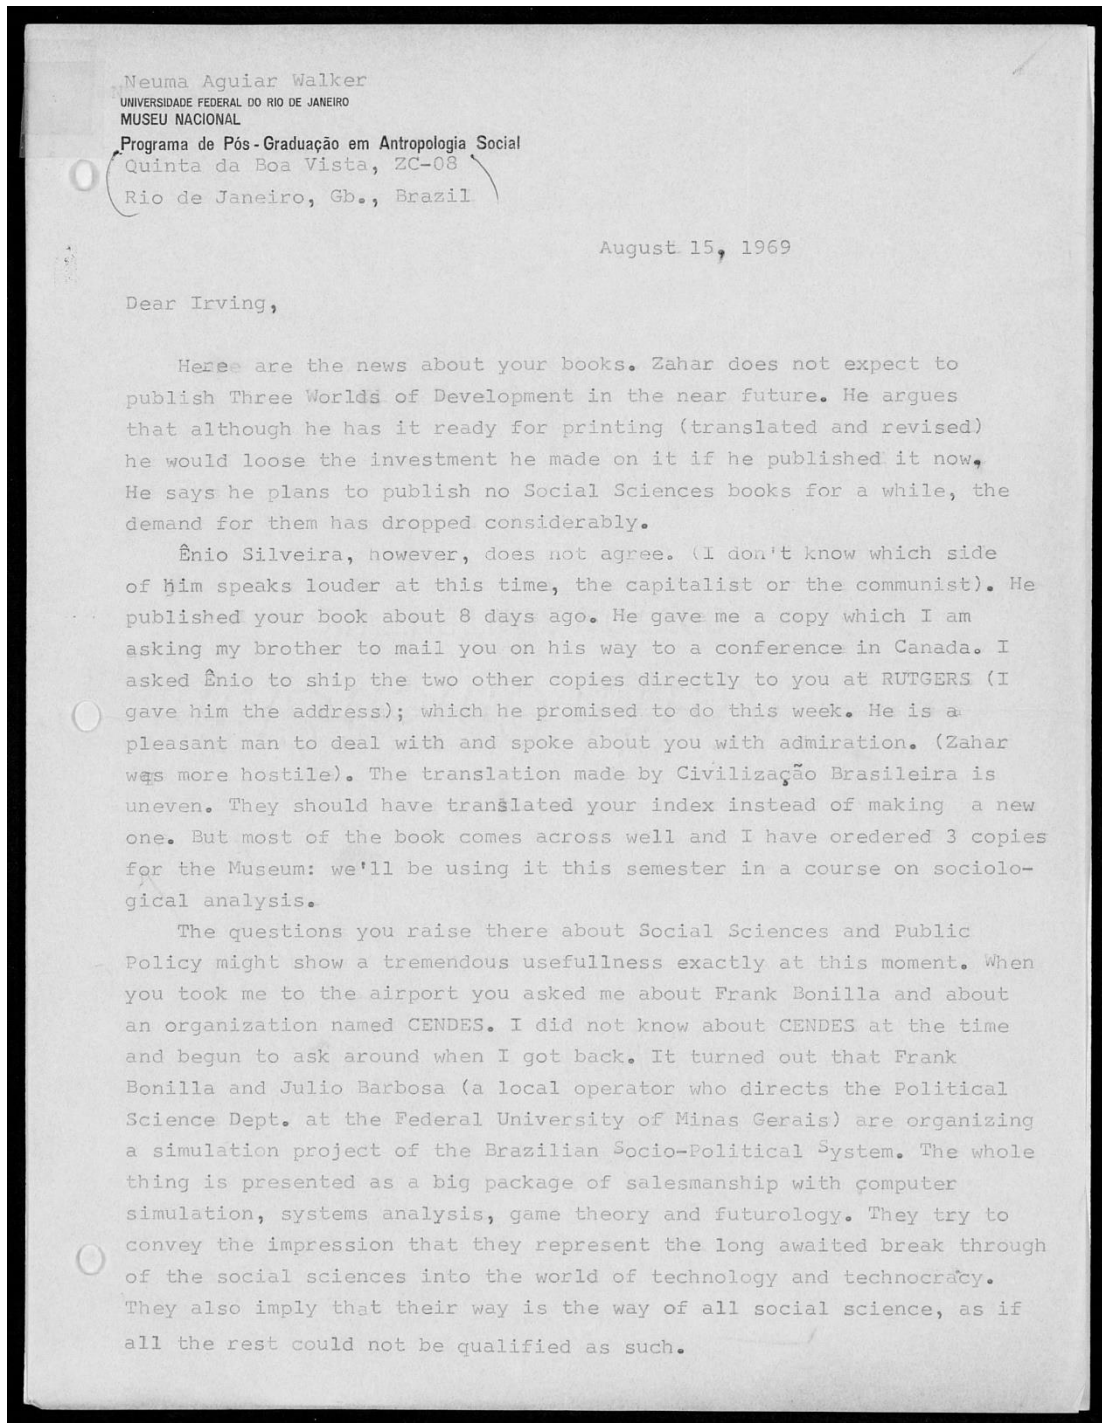 Neuma Aguiar Walker
UNIVERSIDADE FEDERAL DO RIO DE JANEIRO
MUSEU NACIONAL
Programa de Pós-Graduação em Antropologia Social
Quinta da Boa Vista, ZC-08
Rio de Janeiro, Gb., Brazil
August 15, 1969
Dear Irving,
Here are the news about your books. Zahar does not expect to
publish Three Worlds of Development in the near future. He argues
that although he has it ready for printing (translated and revised)
he would loose the investment he made on it if he published it now.
He says he plans to publish no Social Sciences books for a while, the
demand for them has dropped considerably.
Ênio Silveira, however, does not agree. (I don't know which side
of him speaks louder at this time, the capitalist or the communist). He
published your book about 8 days ago. He gave me a copy which I am
asking my brother to mail you on his way to a conference in Canada. I
asked Ênio to ship the two other copies directly to you at RUTGERS (I
gave him the address); which he promised to do this week. He is a
pleasant man to deal with and spoke about you with admiration. (Zahar
was more hostile). The translation made by Civilização Brasileira is
uneven. They should have translated your index instead of making a new
one. But most of the book comes across well and I have oredered 3 copies
for the Museum: we'll be using it this semester in a course on sociolo-
gical analysis.
The questions you raise there about Social Sciences and Public
Policy might show a tremendous usefullness exactly at this moment. When
you took me to the airport you asked me about Frank Bonilla and about
an organization named CENDES. I did not know about CENDES at the time
and begun to ask around when I got back. It turned out that Frank
Bonilla and Julio Barbosa (a local operator who directs the Political
Science Dept. at the Federal University of Minas Gerais) are organizing
a simulation project of the Brazilian Socio-Political System. The whole
thing is presented as a big package of salesmanship with computer
simulation, systems analysis, game theory and futurology. They try to
convey the impression that they represent the long awaited break through
of the social sciences into the world of technology and technocracy.
They also imply that their way is the way of all social science, as if
all the rest could not be qualified as such.